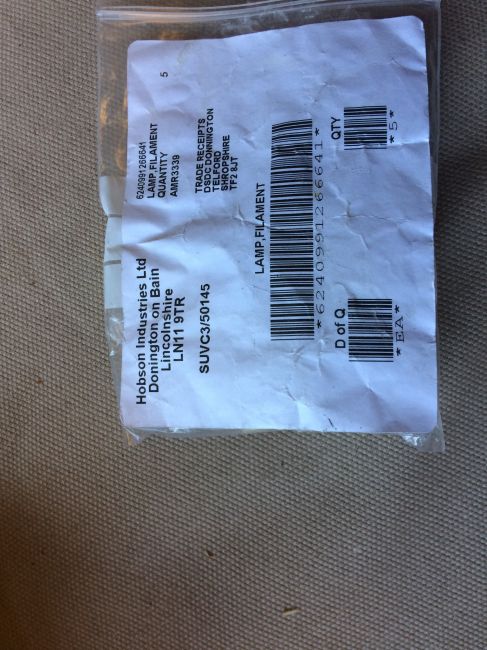 Hobson Industries Ltd
Donington on Bain
Lincolnshire
LN11 9TR
SUVC3/50145
6240991266641
LAMP,FILAMENT
QUANTITY 5
AMR3339
TRADE RECEIPTS
DSDC DONNINGTON
TELFORD
SHROPSHIRE
TF2 8JT
LAMP,FILAMENT
*6240991266641*
D of Q
*EA*
QTY
*5*